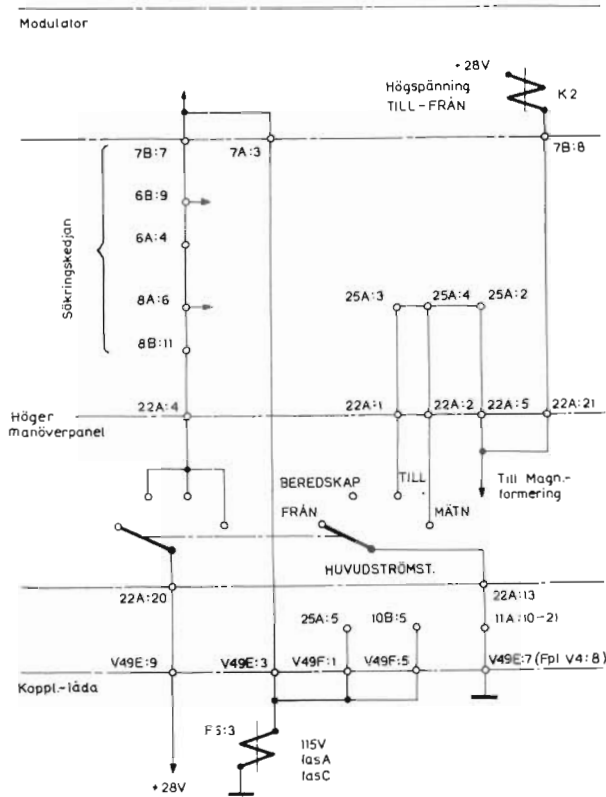 Modulator
+28V
Högspänning
TILL-FRÅN
K2
7B:7
7A:3
7B:8
6B:9
6A:4
Säkringskedjan
8A:6
8B:11
25A:3
25A:4
25A:2
22A:4
22A:1
22A:2
22A:5
22A:21
Höger
manöverpanel
BEREDSKAP
TILL
FRÅN
MÄTN
Till Magn.-
formering
HUVUDSTRÖMST.
22A:20
22A:13
25A:5
10B:5
11A:10-21
V49E:9
V49E:3
V49F:1
V49F:5
V49E:7 (Fpl V4:8)
Koppl.-låda
F5:3
115V
fasA
fasC
+28V